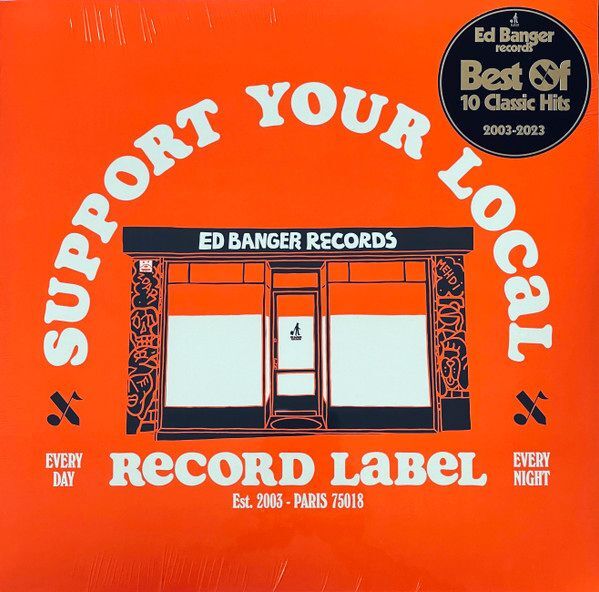 Ed Banger
records
Best Of
10 Classic Hits
2003-2023
SUPPORT YOUR LOCAL
ED BANGER RECORDS
MEHDI
EVERY
DAY
RECORD LABEL
EVERY
NIGHT
Est. 2003 - PARIS 75018